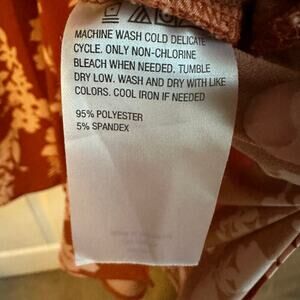 MACHINE WASH COLD DELICATE
CYCLE. ONLY NON-CHLORINE
BLEACH WHEN NEEDED. TUMBLE
DRY LOW. WASH AND DRY WITH LIKE
COLORS. COOL IRON IF NEEDED
95% POLYESTER
5% SPANDEX